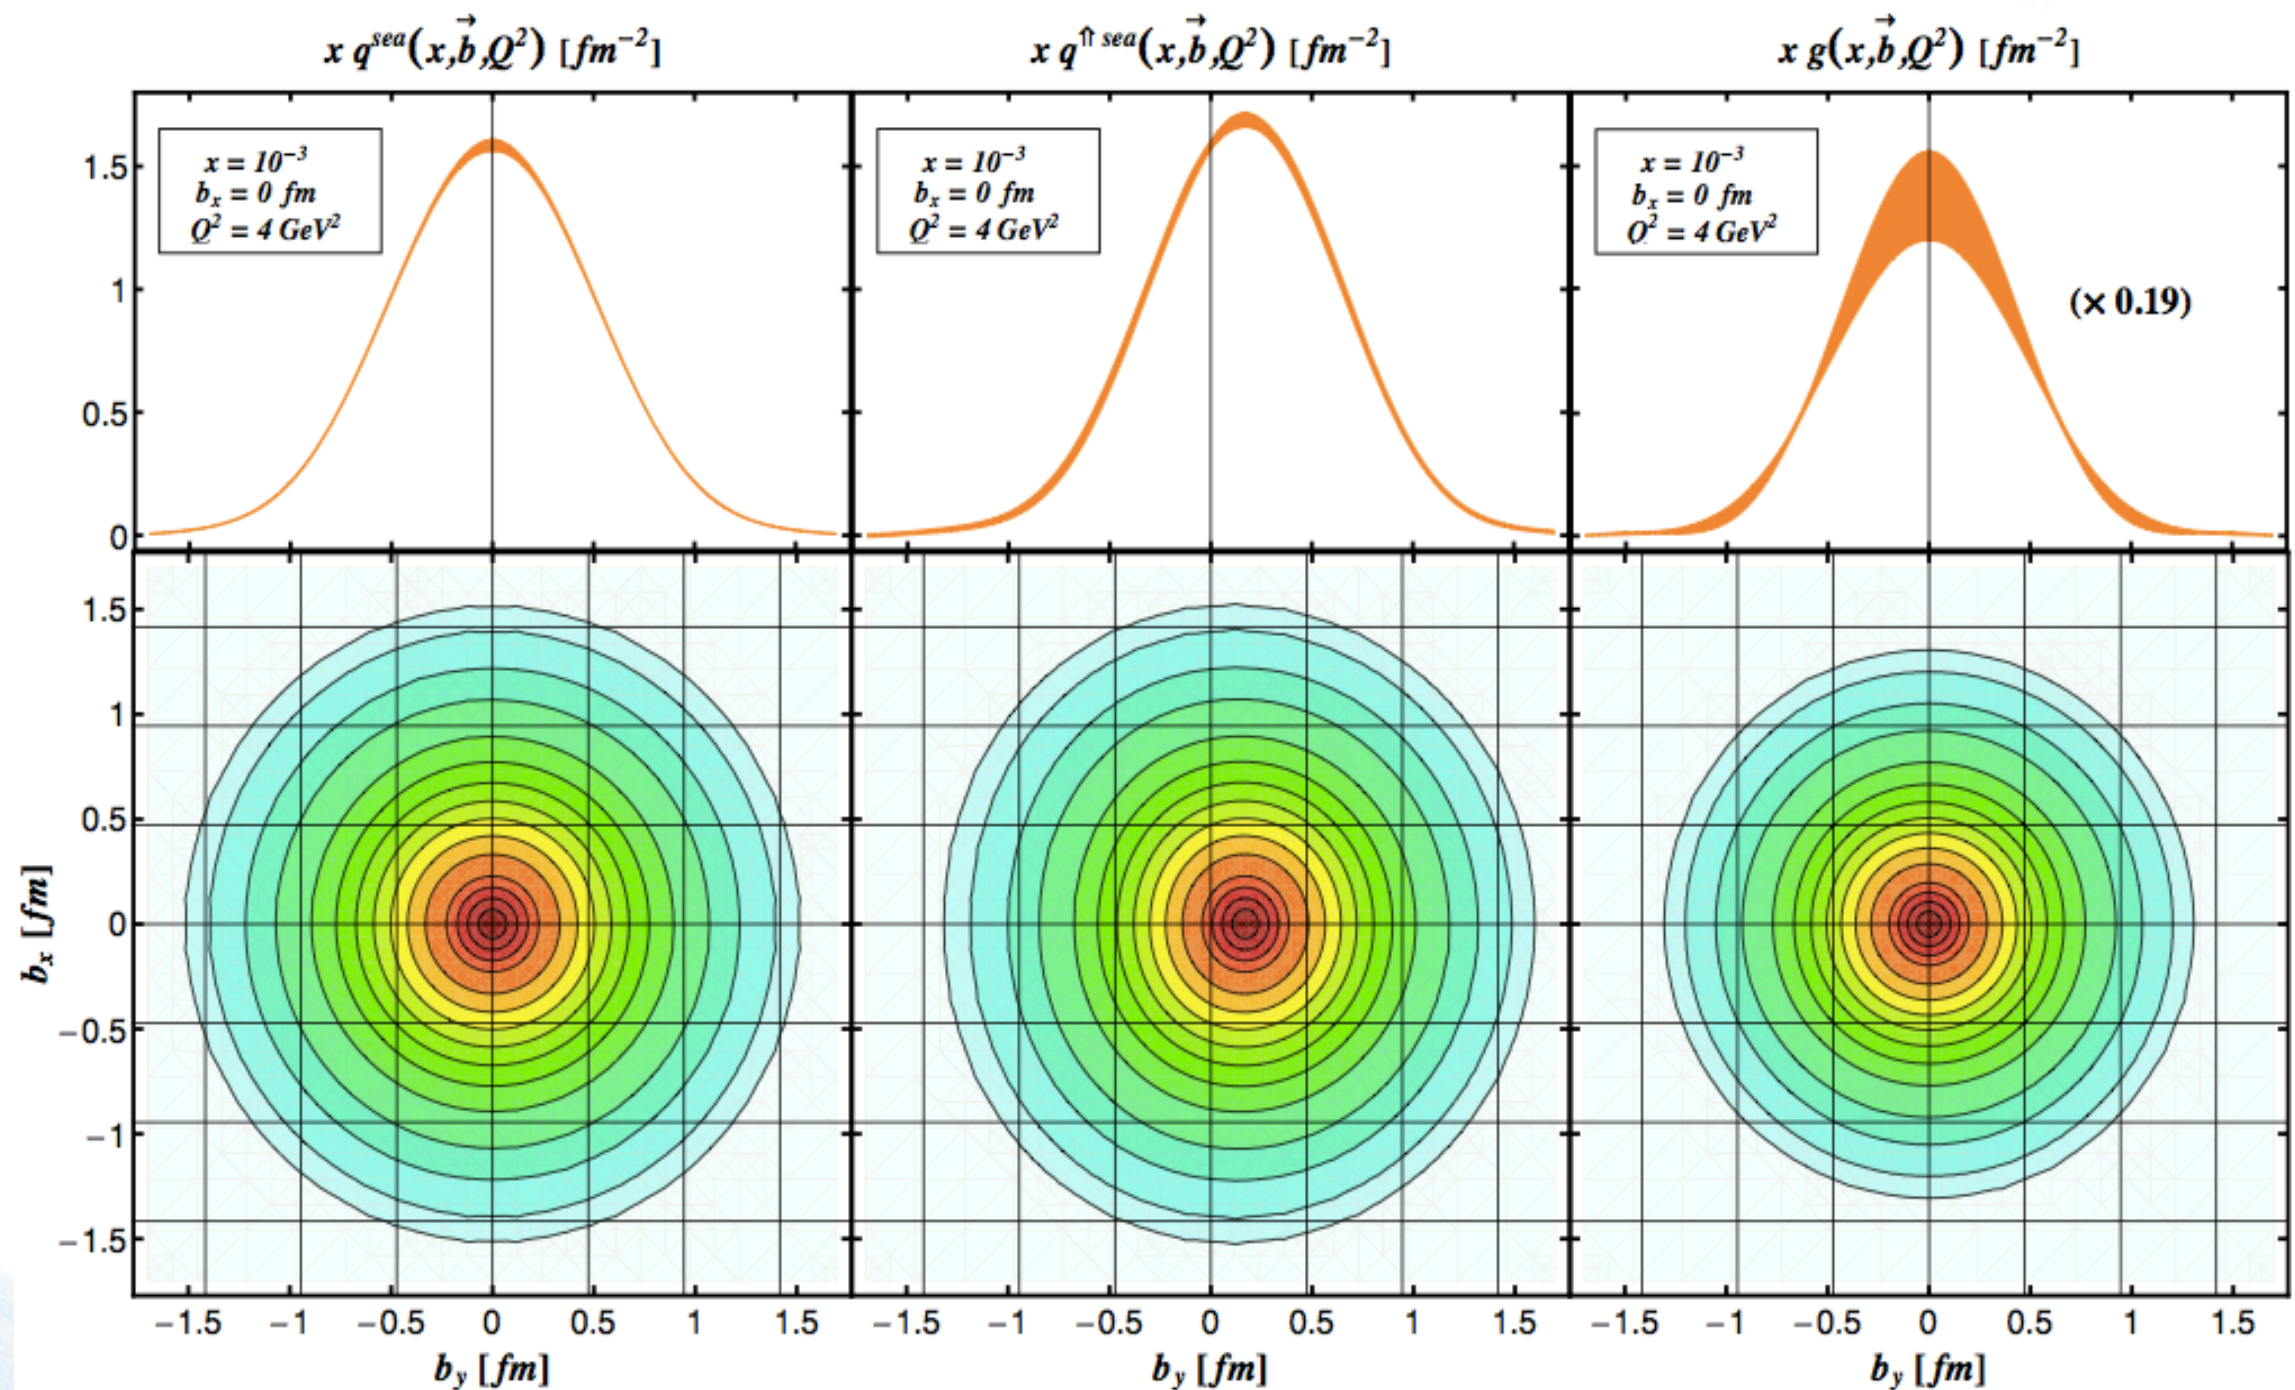 x q^sea(x,b⃗,Q²) [fm⁻²]
x q^⇑ sea(x,b⃗,Q²) [fm⁻²]
x g(x,b⃗,Q²) [fm⁻²]
x = 10⁻³
bₓ = 0 fm
Q² = 4 GeV²
x = 10⁻³
bₓ = 0 fm
Q² = 4 GeV²
x = 10⁻³
bₓ = 0 fm
Q² = 4 GeV²
(× 0.19)
1.5
1
0.5
0
1.5
1
0.5
0
−0.5
−1
−1.5
bₓ [fm]
−1.5 −1 −0.5 0 0.5 1 1.5
−1.5 −1 −0.5 0 0.5 1 1.5
−1.5 −1 −0.5 0 0.5 1 1.5
b_y [fm]
b_y [fm]
b_y [fm]